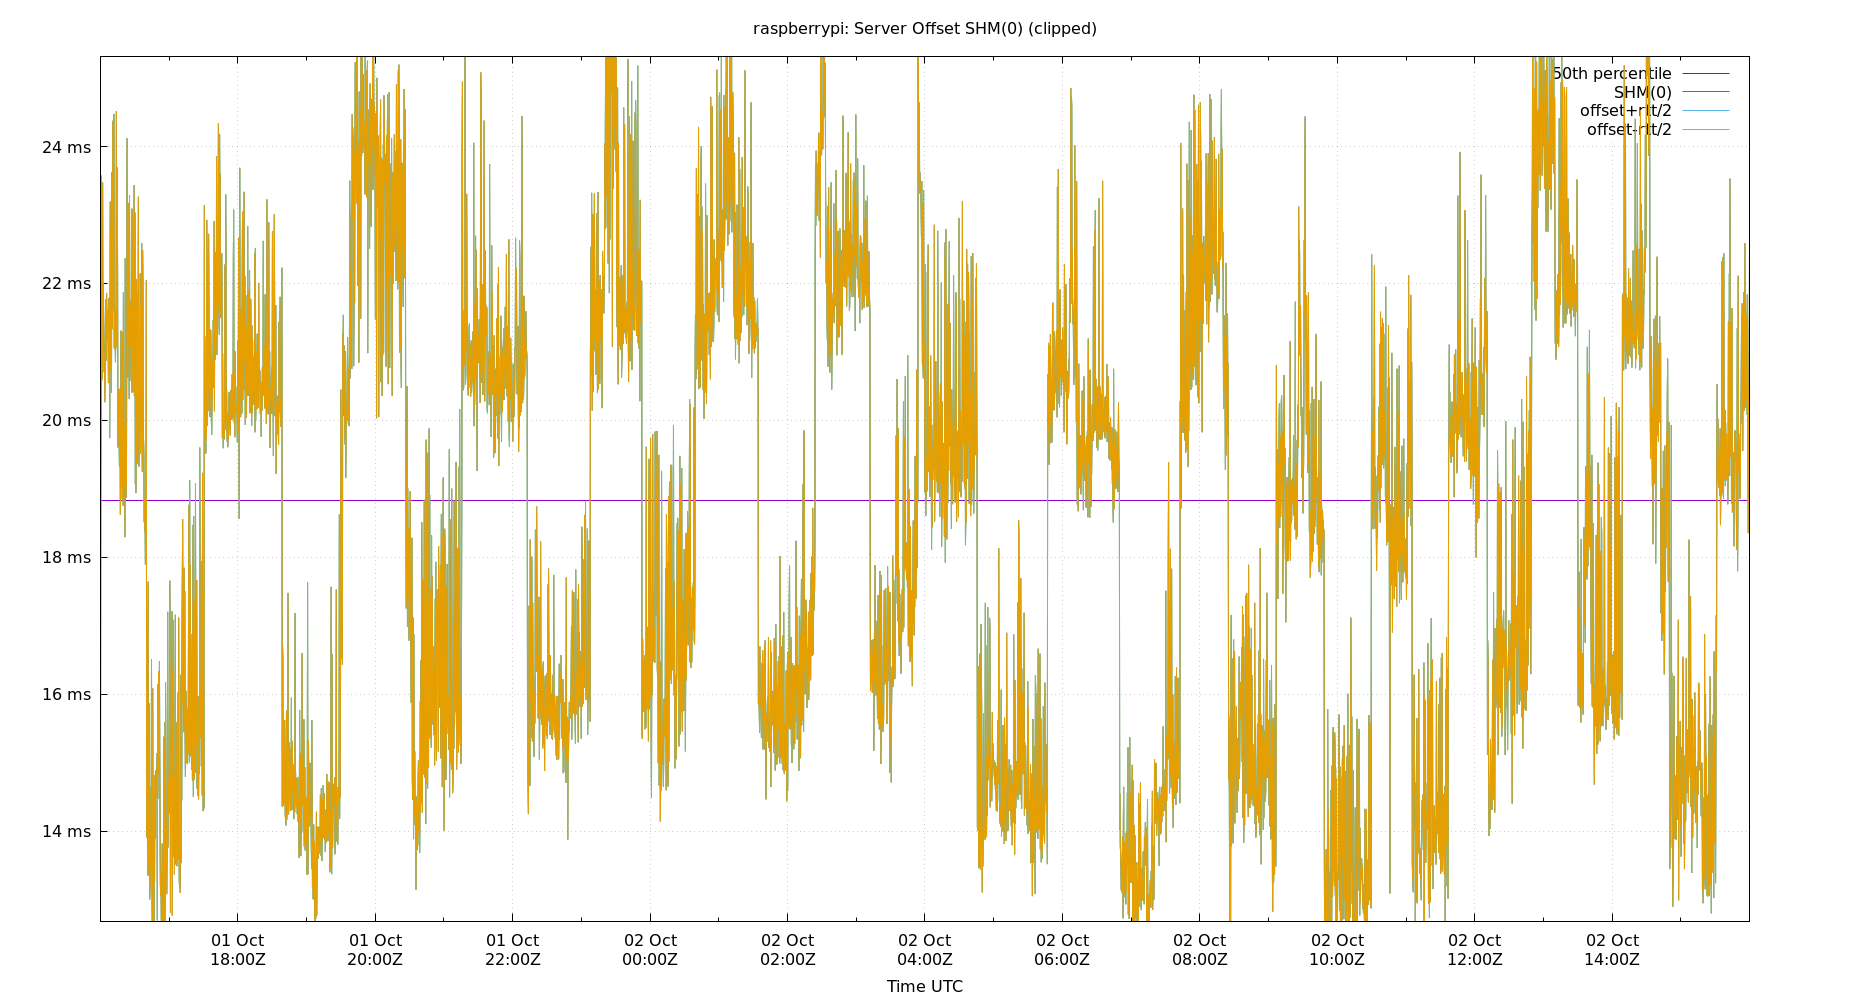 raspberrypi: Server Offset SHM(0) (clipped)
50th percentile
SHM(0)
offset+rtt/2
offset-rtt/2
24 ms
22 ms
20 ms
18 ms
16 ms
14 ms
01 Oct 01 Oct 01 Oct 02 Oct 02 Oct 02 Oct 02 Oct 02 Oct 02 Oct 02 Oct 02 Oct
18:00Z 20:00Z 22:00Z 00:00Z 02:00Z 04:00Z 06:00Z 08:00Z 10:00Z 12:00Z 14:00Z
Time UTC